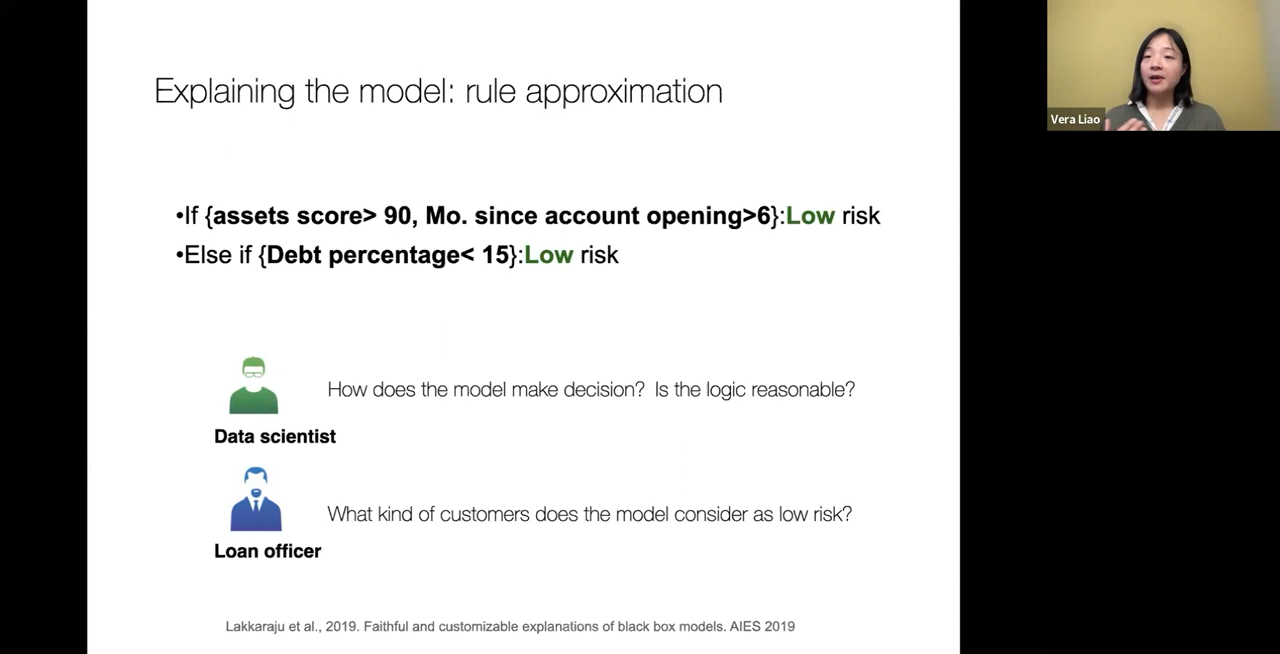 Explaining the model: rule approximation
•If {assets score> 90, Mo. since account opening>6}:Low risk
•Else if {Debt percentage< 15}:Low risk
How does the model make decision?  Is the logic reasonable?
Data scientist
What kind of customers does the model consider as low risk?
Loan officer
Lakkaraju et al., 2019. Faithful and customizable explanations of black box models. AIES 2019
Vera Liao